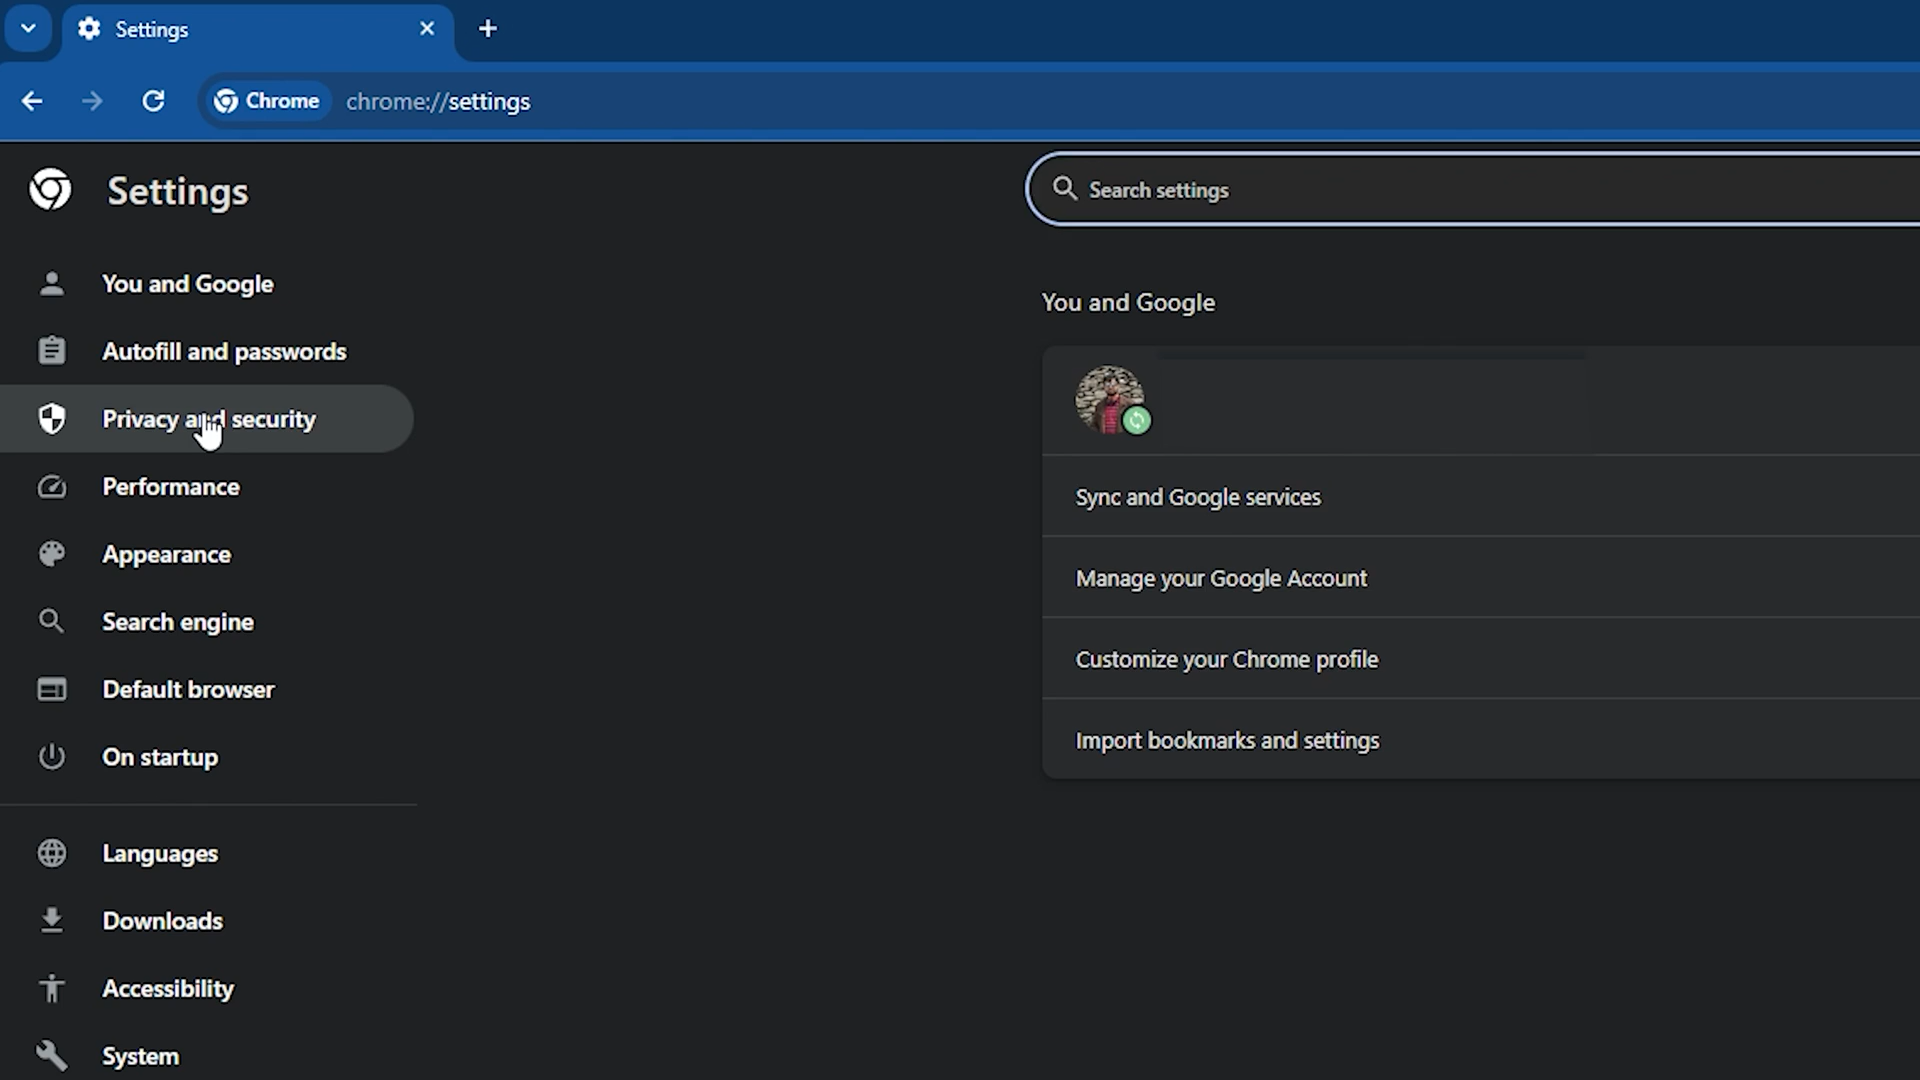 Settings
Chrome chrome://settings
Settings
Search settings
You and Google
Autofill and passwords
Privacy and security
Performance
Appearance
Search engine
Default browser
On startup
Languages
Downloads
Accessibility
System
You and Google
Sync and Google services
Manage your Google Account
Customize your Chrome profile
Import bookmarks and settings